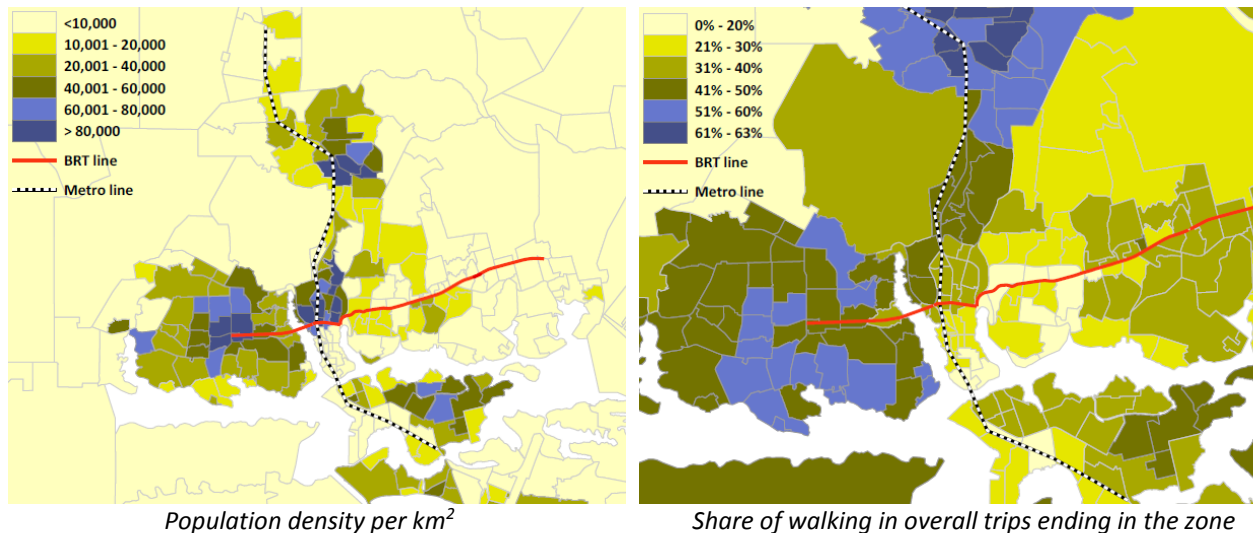 <10,000
10,001 - 20,000
20,001 - 40,000
40,001 - 60,000
60,001 - 80,000
> 80,000
BRT line
Metro line
Population density per km²
0% - 20%
21% - 30%
31% - 40%
41% - 50%
51% - 60%
61% - 63%
BRT line
Metro line
Share of walking in overall trips ending in the zone